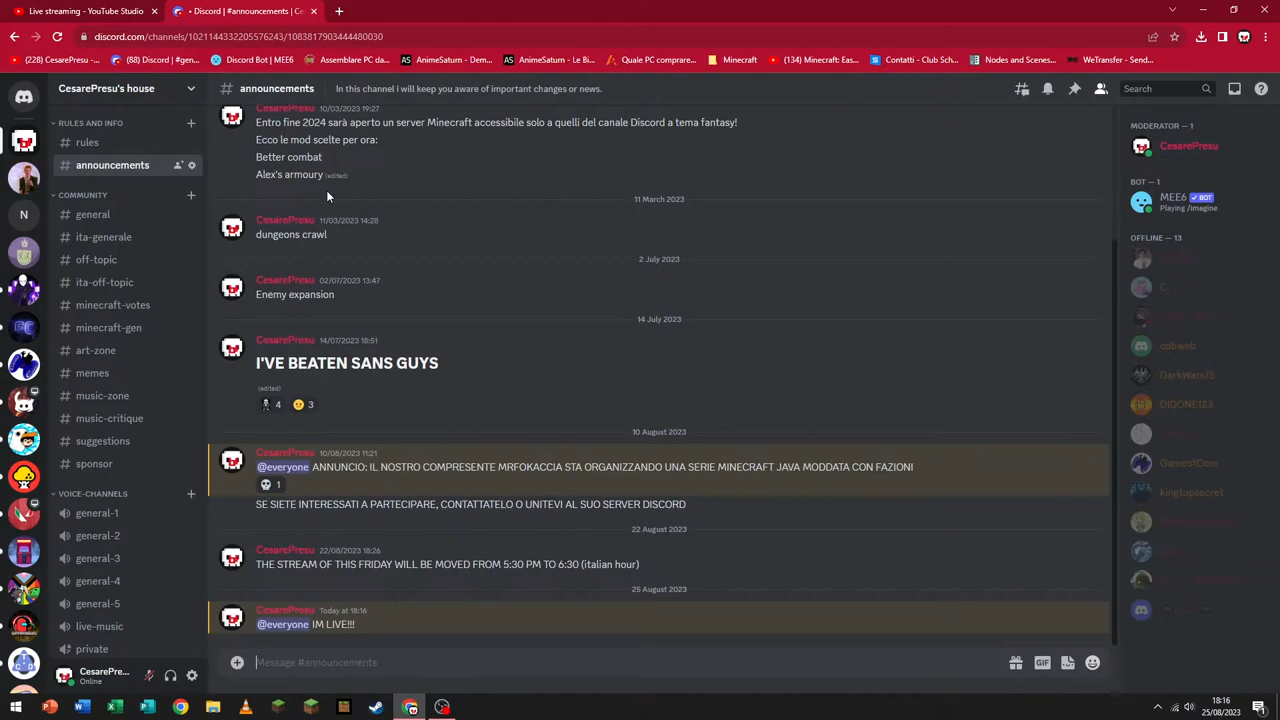 Live streaming - YouTube Studio
• Discord | #announcements | Ces
discord.com/channels/1021144332205576243/1083817903444480030
(228) CesarePresu -...
(88) Discord | #gen...
Discord Bot | MEE6
Assemblare PC da...
AnimeSaturn - Dem...
AnimeSaturn - Le Bi...
Quale PC comprare...
Minecraft
(134) Minecraft: Eas...
Contatti - Club Sch...
Nodes and Scenes...
WeTransfer - Send...
CesarePresu's house
announcements
In this channel i will keep you aware of important changes or news.
Search
RULES AND INFO
rules
announcements
COMMUNITY
general
ita-generale
off-topic
ita-off-topic
minecraft-votes
minecraft-gen
art-zone
memes
music-zone
music-critique
suggestions
sponsor
VOICE-CHANNELS
general-1
general-2
general-3
general-4
general-5
live-music
private
CesarePre...
Online
N
CesarePresu 10/03/2023 19:27
Entro fine 2024 sarà aperto un server Minecraft accessibile solo a quelli del canale Discord a tema fantasy!
Ecco le mod scelte per ora:
Better combat
Alex's armoury (edited)
11 March 2023
CesarePresu 11/03/2023 14:28
dungeons crawl
2 July 2023
CesarePresu 02/07/2023 13:47
Enemy expansion
14 July 2023
CesarePresu 14/07/2023 18:51
I'VE BEATEN SANS GUYS
(edited)
4
3
10 August 2023
CesarePresu 10/08/2023 11:21
@everyone ANNUNCIO: IL NOSTRO COMPRESENTE MRFOKACCIA STA ORGANIZZANDO UNA SERIE MINECRAFT JAVA MODDATA CON FAZIONI
1
SE SIETE INTERESSATI A PARTECIPARE, CONTATTATELO O UNITEVI AL SUO SERVER DISCORD
22 August 2023
CesarePresu 22/08/2023 18:26
THE STREAM OF THIS FRIDAY WILL BE MOVED FROM 5:30 PM TO 6:30 (italian hour)
25 August 2023
CesarePresu Today at 18:16
@everyone IM LIVE!!!
Message #announcements
GIF
MODERATOR — 1
CesarePresu
BOT — 1
MEE6 BOT
Playing /imagine
OFFLINE — 13
cobwob
DarkWars75
DIDONE123
GameotCore
kingtopsecret
18:16
25/08/2023